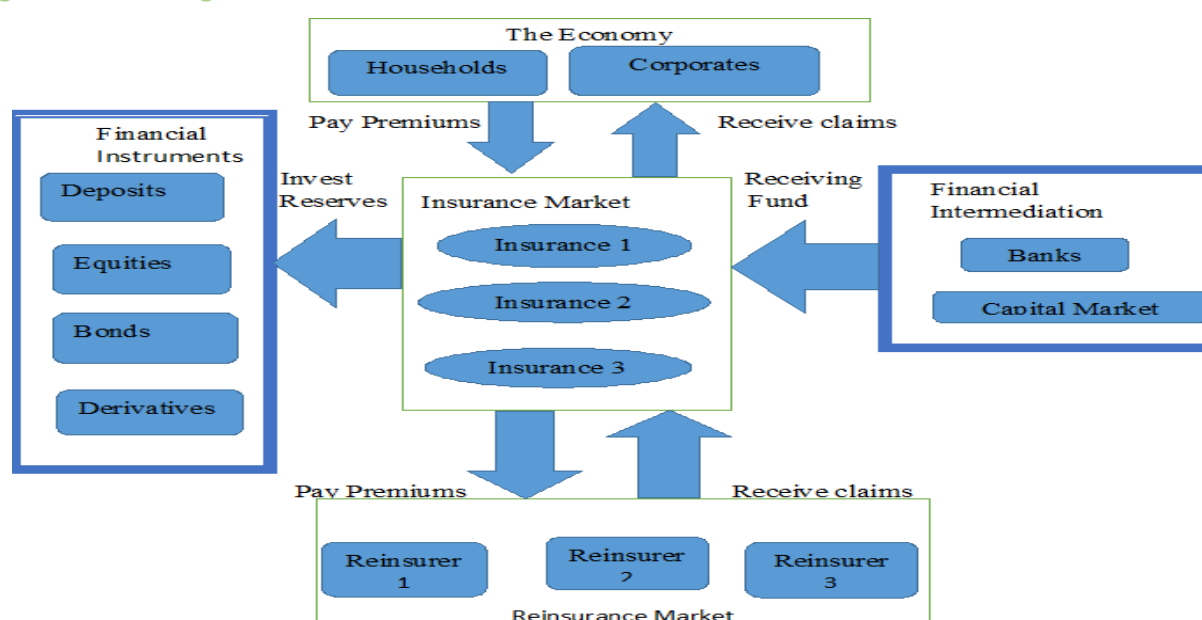 The Economy
Households
Corporates
Pay Premiums
Receive claims
Financial
Instruments
Deposits
Equities
Bonds
Derivatives
Invest
Reserves
Insurance Market
Insurance 1
Insurance 2
Insurance 3
Receiving
Fund
Financial
Intermediation
Banks
Capital Market
Pay Premiums
Receive claims
Reinsurer
1
Reinsurer
2
Reinsurer
3
Reinsurance Market